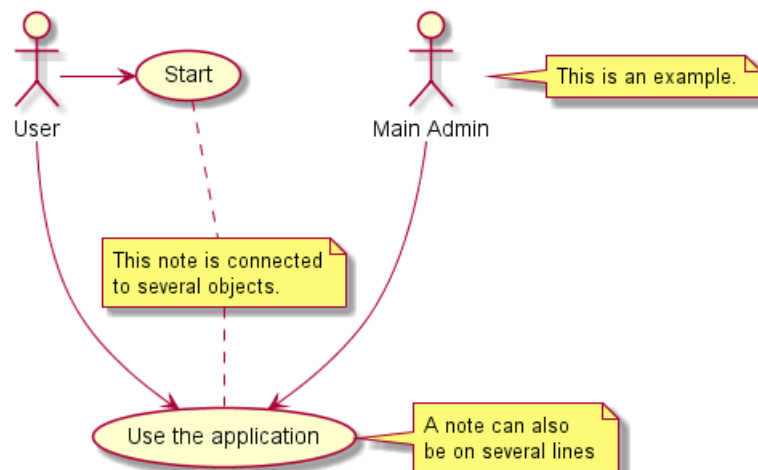 Start
This is an example.
User
Main Admin
This note is connected
to several objects.
Use the application
A note can also
be on several lines